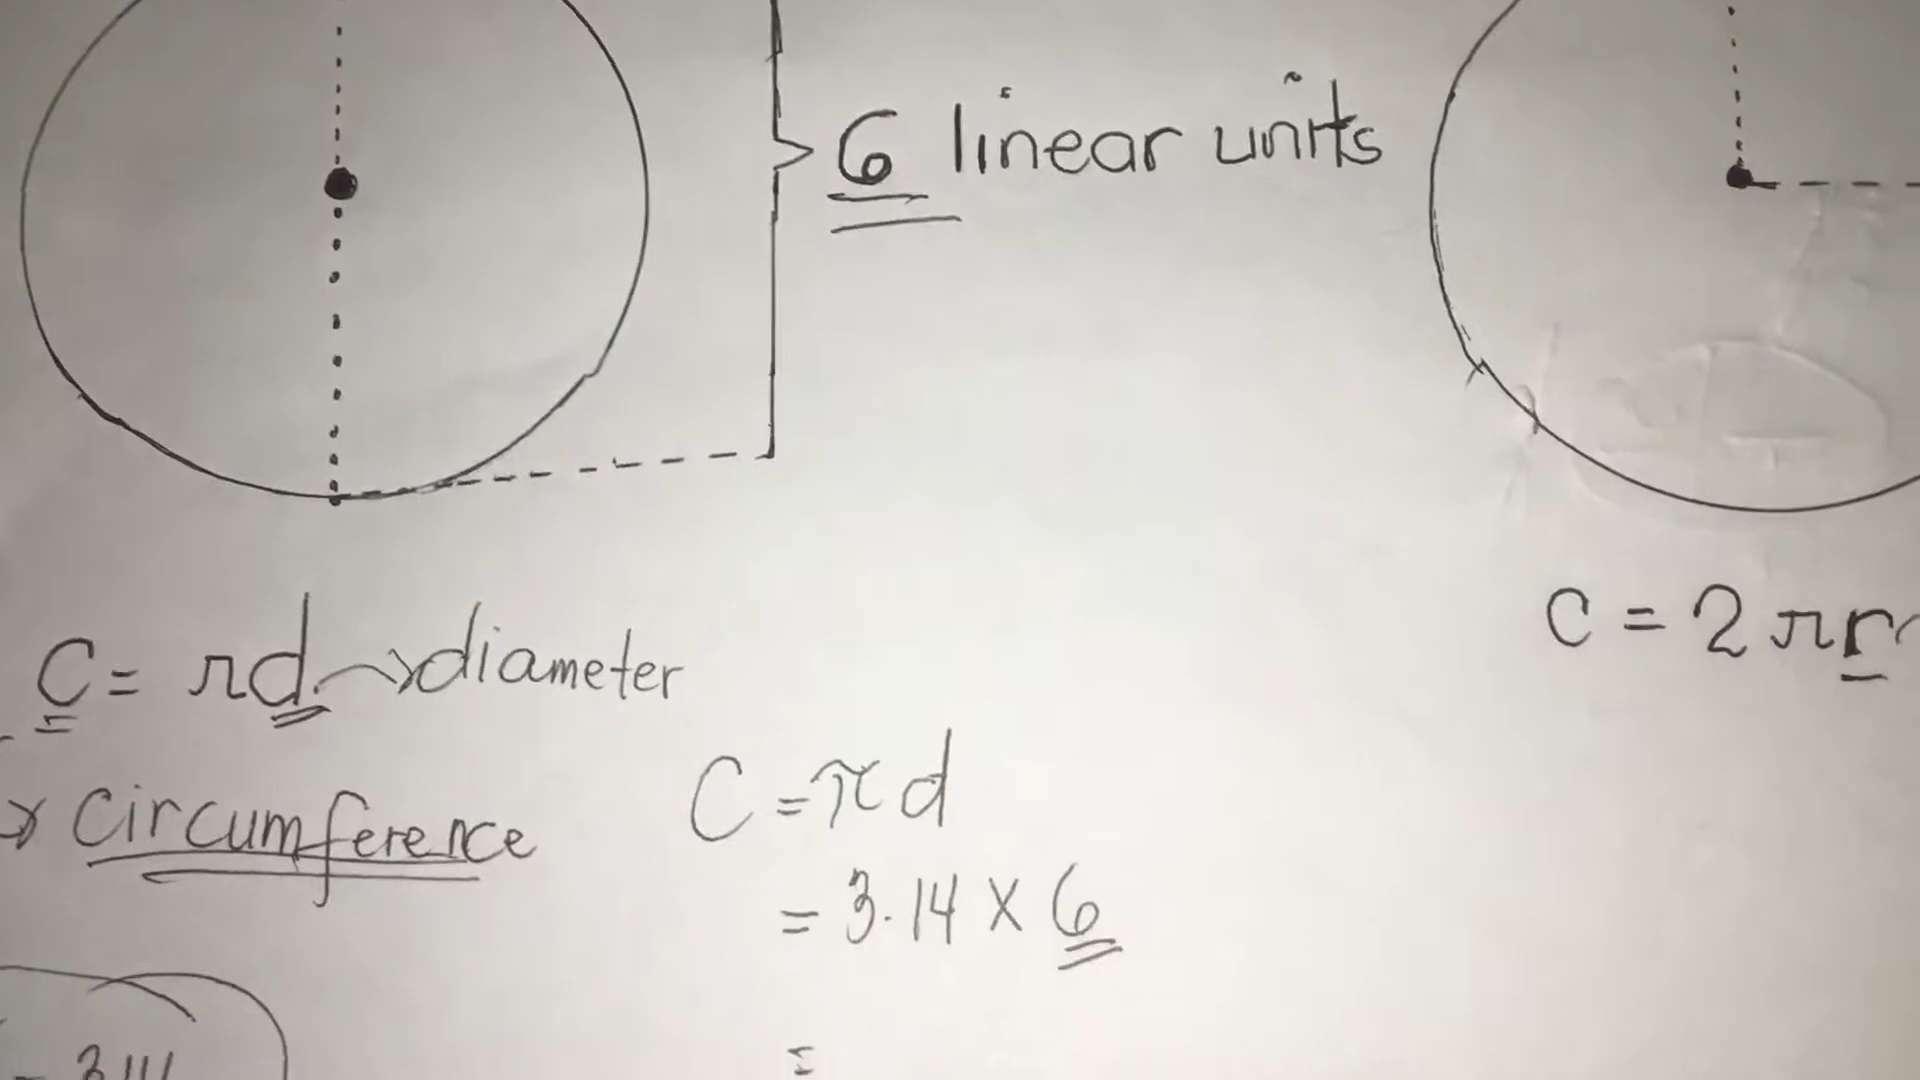 6 linear units
C = πd → diameter
C = 2πr
→ Circumference
C = πd
= 3.14 × 6
=